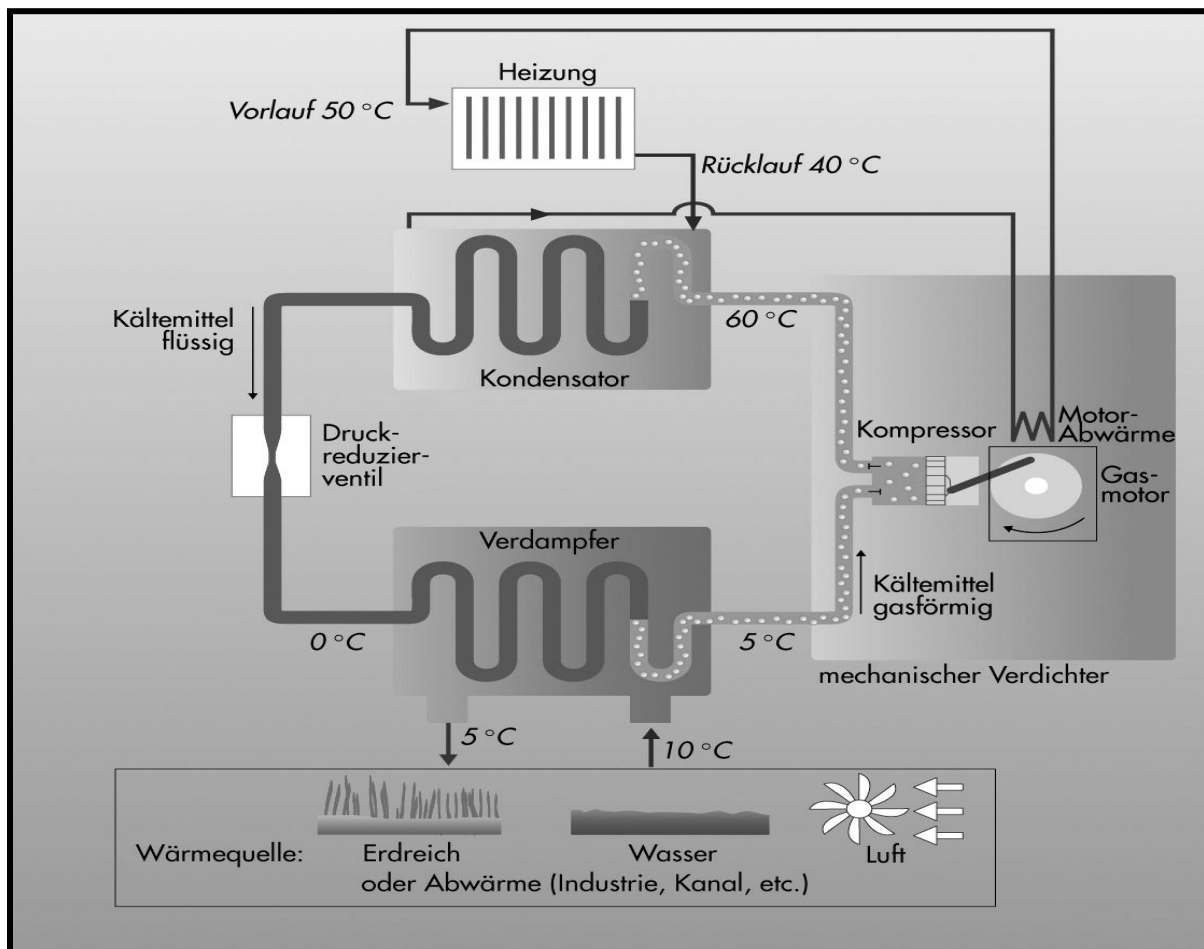 Heizung
Vorlauf 50 °C
Rücklauf 40 °C
Kältemittel
flüssig
60 °C
Kondensator
Druck-
reduzier-
ventil
Kompressor
Motor-
Abwärme
Gas-
motor
Verdampfer
Kältemittel
gasförmig
0 °C
5 °C
mechanischer Verdichter
5 °C
10 °C
Wärmequelle:
Erdreich
Wasser
Luft
oder Abwärme (Industrie, Kanal, etc.)